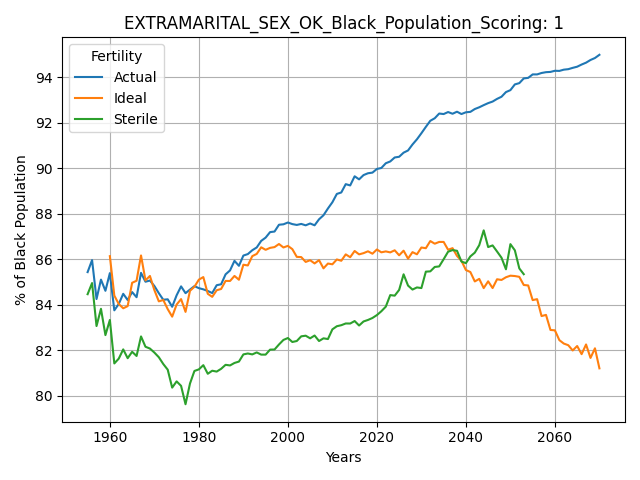 EXTRAMARITAL_SEX_OK_Black_Population_Scoring: 1
Fertility
Actual
Ideal
Sterile
% of Black Population
94
92
90
88
86
84
82
80
1960
1980
2000
2020
2040
2060
Years